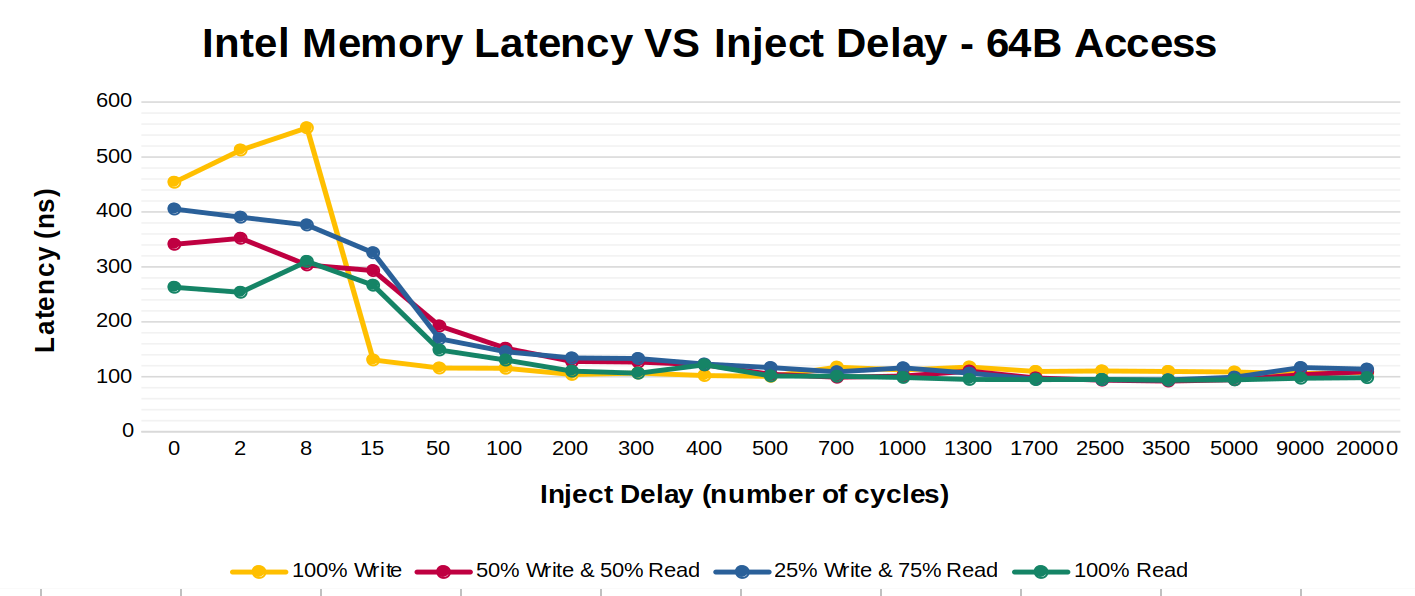 Intel Memory Latency VS Inject Delay - 64B Access
600
500
400
300
200
100
0
Latency (ns)
0 2 8 15 50 100 200 300 400 500 700 1000 1300 1700 2500 3500 5000 9000 20000
Inject Delay (number of cycles)
100% Write 50% Write & 50% Read 25% Write & 75% Read 100% Read